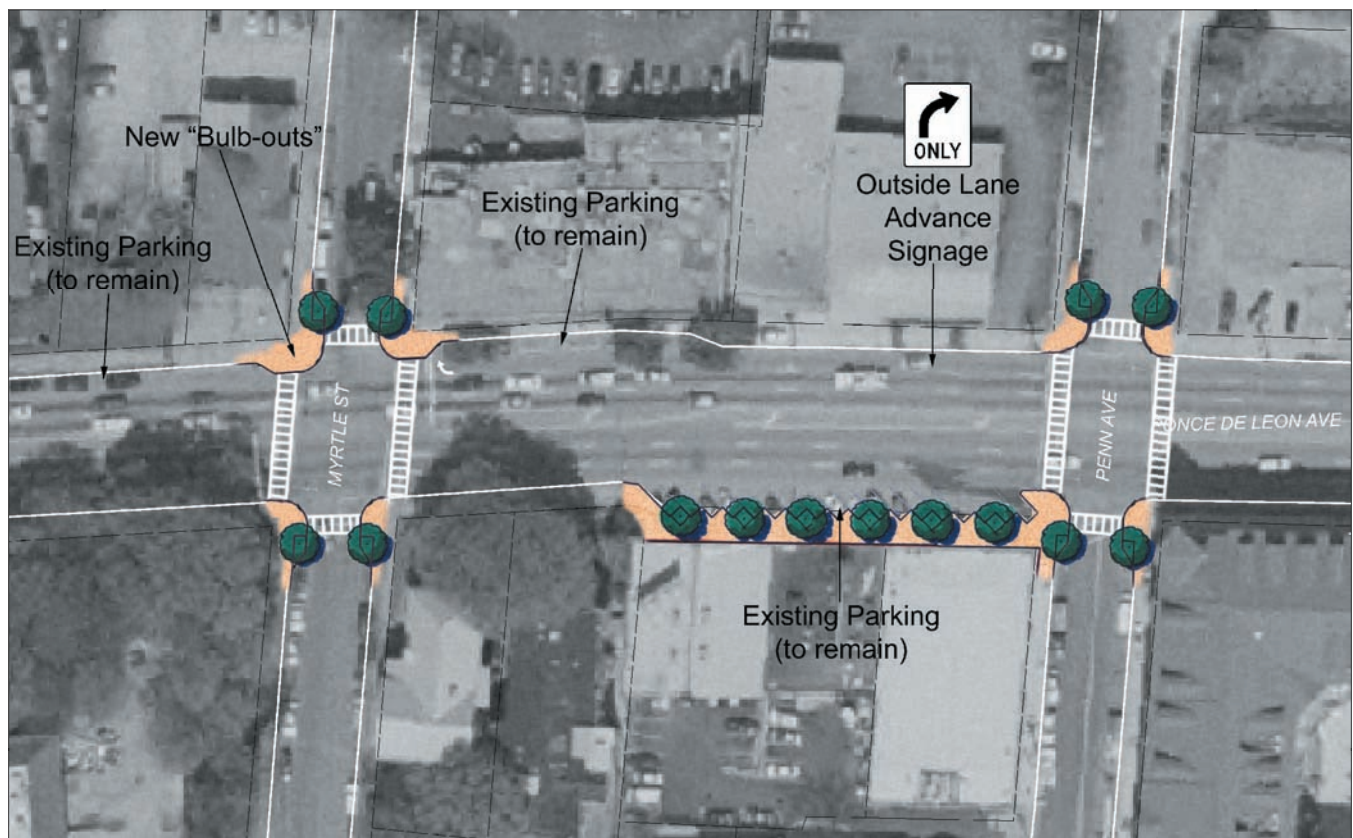 New “Bulb-outs”
Existing Parking
(to remain)
Existing Parking
(to remain)
ONLY
Outside Lane
Advance
Signage
MYRTLE ST
PENN AVE
PONCE DE LEON AVE
Existing Parking
(to remain)